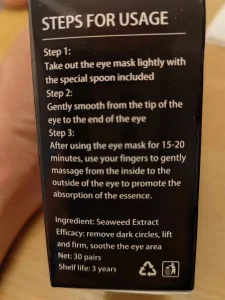 STEPS FOR USAGE
Step 1:
Take out the eye mask lightly with
the special spoon included
Step 2:
Gently smooth from the tip of the
eye to the end of the eye
Step 3:
After using the eye mask for 15-20
minutes, use your fingers to gently
massage from the inside to the
outside of the eye to promote the
absorption of the essence.
Ingredient: Seaweed Extract
Efficacy: remove dark circles, lift
and firm, soothe the eye area
Net: 30 pairs
Shelf life: 3 years